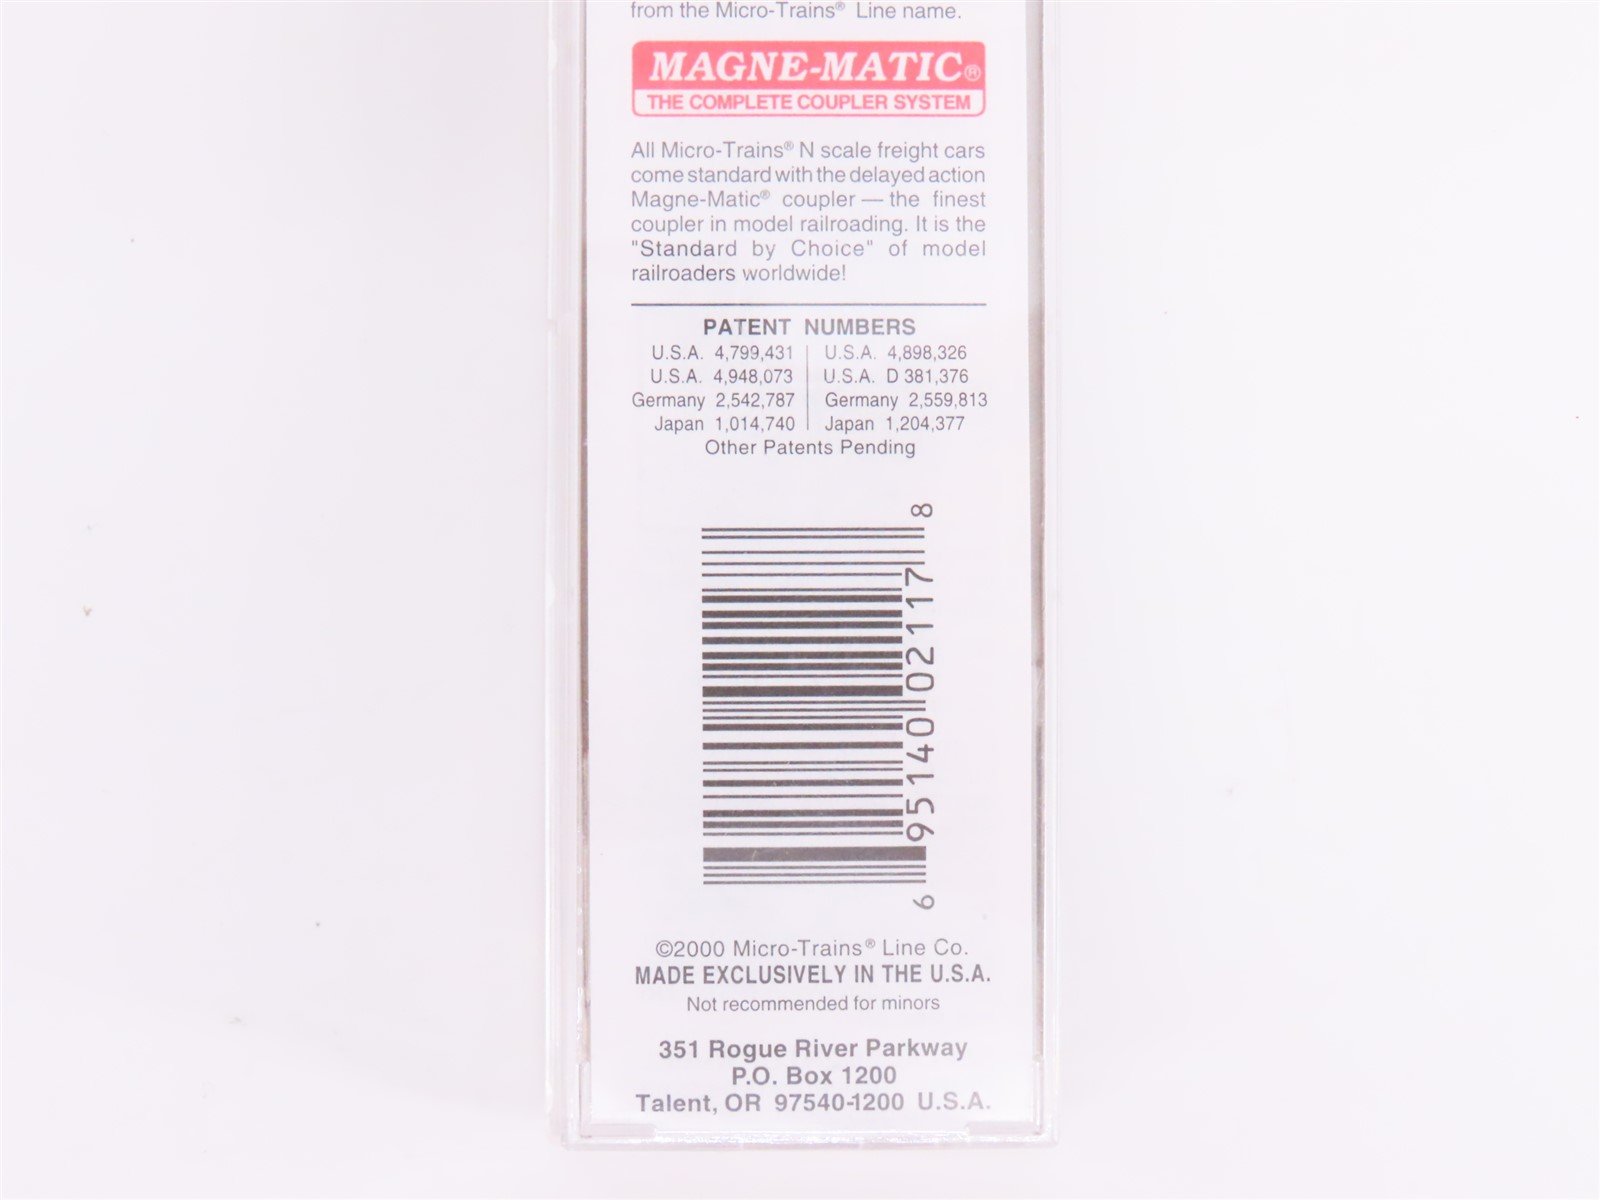 from the Micro-Trains® Line name.
MAGNE-MATIC®
THE COMPLETE COUPLER SYSTEM
All Micro-Trains® N scale freight cars
come standard with the delayed action
Magne-Matic® coupler — the finest
coupler in model railroading. It is the
"Standard by Choice" of model
railroaders worldwide!
PATENT NUMBERS
U.S.A. 4,799,431 | U.S.A. 4,898,326
U.S.A. 4,948,073 | U.S.A. D 381,376
Germany 2,542,787 | Germany 2,559,813
Japan 1,014,740 | Japan 1,204,377
Other Patents Pending
6 95140 02117 8
©2000 Micro-Trains® Line Co.
MADE EXCLUSIVELY IN THE U.S.A.
Not recommended for minors
351 Rogue River Parkway
P.O. Box 1200
Talent, OR 97540-1200 U.S.A.